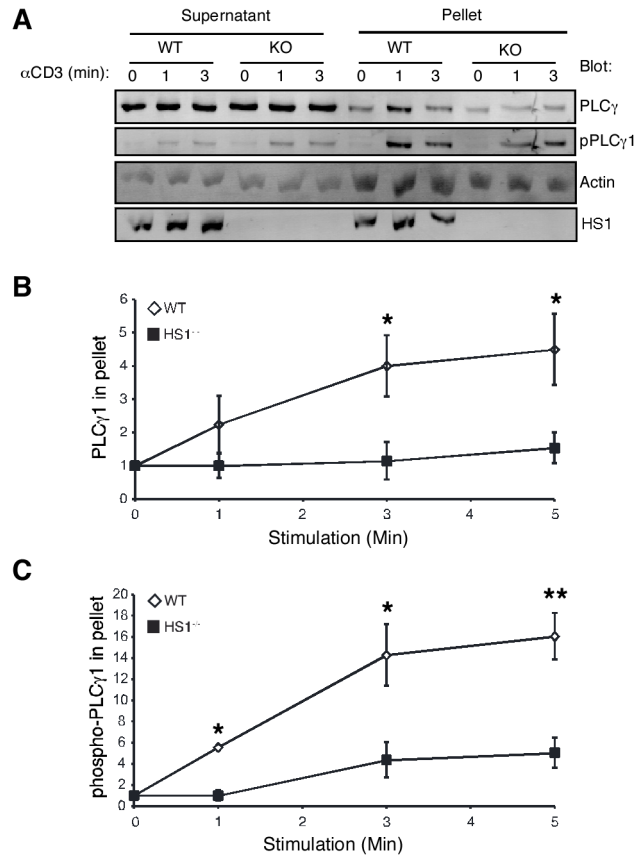 A
Supernatant Pellet
WT KO WT KO
αCD3 (min): 0 1 3 0 1 3 0 1 3 0 1 3 Blot:
PLCγ
pPLCγ1
Actin
HS1
B
6
5
4
3
2
1
0
WT
HS1-/-
* *
PLCγ1 in pellet
0 1 2 3 4 5
Stimulation (Min)
C
20
18
16
14
12
10
8
6
4
2
0
WT
HS1-/-
* * **
phospho-PLCγ1 in pellet
0 1 2 3 4 5
Stimulation (Min)